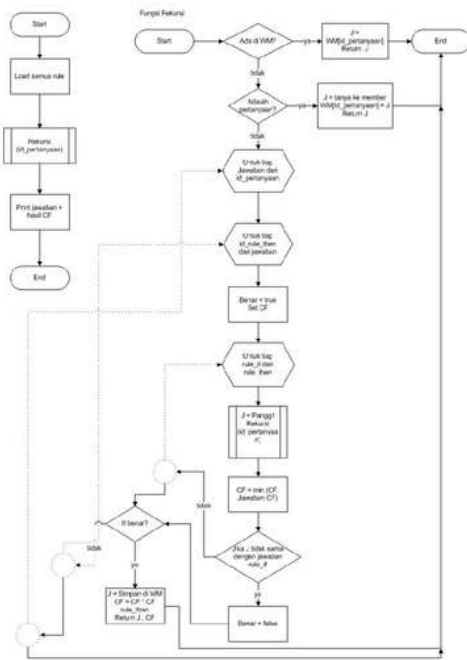 Start
Load semua rule
Rekursi
(id_pertanyaan)
Print jawaban +
hasil CF
End
Fungsi Rekursi
Start
Ada di WM?
ya
J =
WM[id_pertanyaan]
Return J
End
tidak
Adalah
pertanyaan?
ya
J = tanya ke member
WM[id_pertanyaan] = J
Return J
tidak
Untuk tiap
Jawaban dari
id_pertanyaan
Untuk tiap
id_rule_then
dari jawaban
Benar = true
Set CF
Untuk tiap
rule_if dari
rule_then
J = Panggil
Rekursi
(id_pertanyaa
n)
CF = min (CF,
Jawaban CF)
Jika J tidak sama
dengan jawaban
rule_if
tidak
ya
Benar = false
If benar?
tidak
ya
J = Simpan di WM
CF = CF * CF
rule_then
Return J, CF